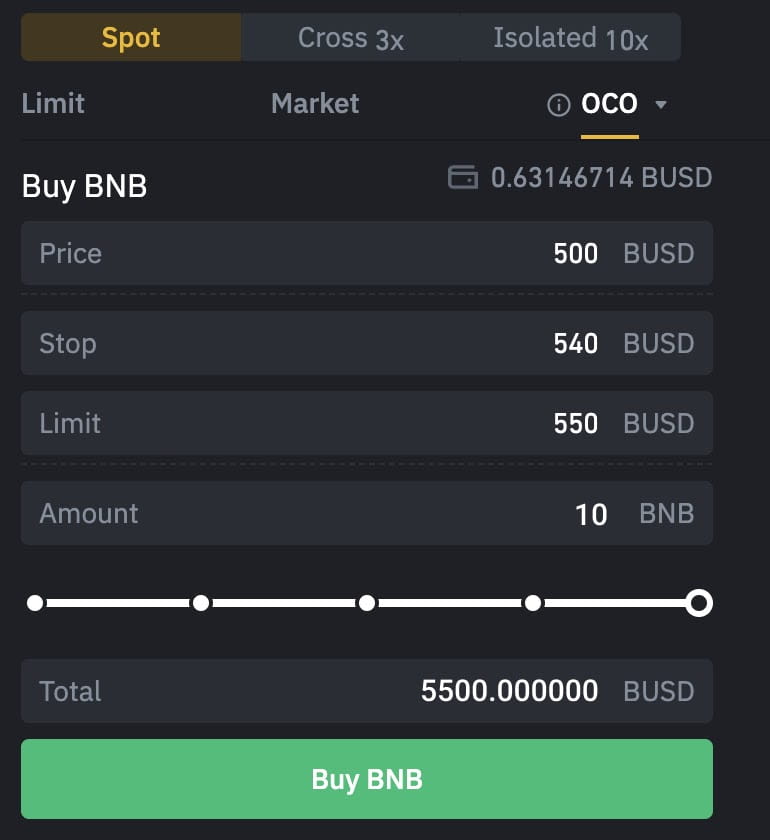 Spot Cross 3x Isolated 10x
Limit Market OCO
Buy BNB 0.63146714 BUSD
Price 500 BUSD
Stop 540 BUSD
Limit 550 BUSD
Amount 10 BNB
Total 5500.000000 BUSD
Buy BNB